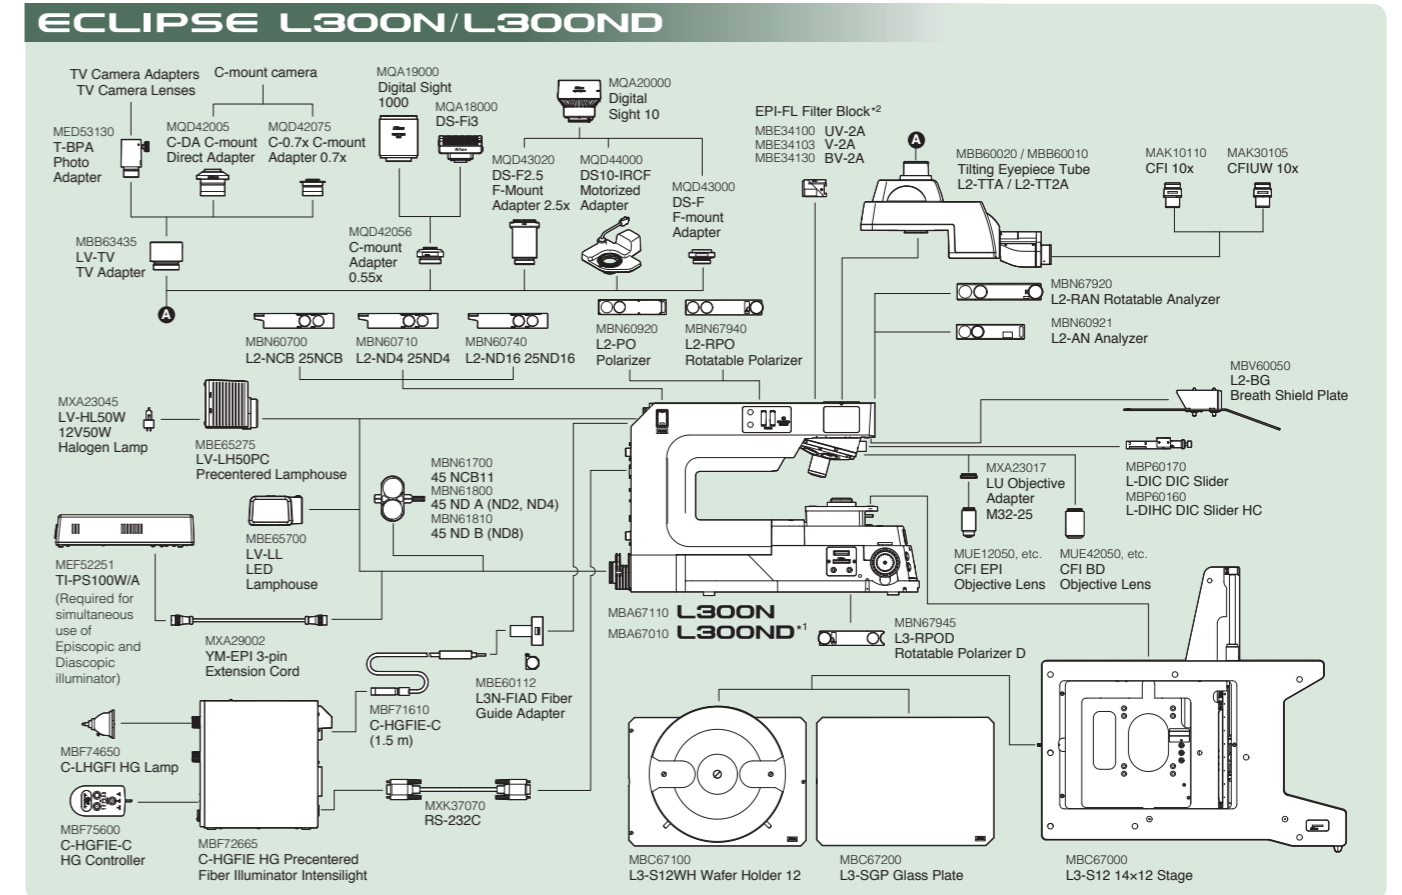 ECLIPSE L300N/L300ND
TV Camera Adapters
TV Camera Lenses
C-mount camera
MED53130
T-BPA
Photo
Adapter
MQD42005
C-DA C-mount
Direct Adapter
MQD42075
C-0.7x C-mount
Adapter 0.7x
MQA19000
Digital Sight
1000
MQA18000
DS-Fi3
MQA20000
Digital
Sight 10
MQD43020
DS-F2.5
F-Mount
Adapter 2.5x
MQD44000
DS10-IRCF
Motorized
Adapter
MQD43000
DS-F
F-mount
Adapter
MBB63435
LV-TV
TV Adapter
MQD42056
C-mount
Adapter
0.55x
A
EPI-FL Filter Block*2
MBE34100 UV-2A
MBE34103 V-2A
MBE34130 BV-2A
A
MBB60020 / MBB60010
Tilting Eyepiece Tube
L2-TTA / L2-TT2A
MAK10110
CFI 10x
MAK30105
CFIUW 10x
MBN60700
L2-NCB 25NCB
MBN60710
L2-ND4 25ND4
MBN60740
L2-ND16 25ND16
MBN60920
L2-PO
Polarizer
MBN67940
L2-RPO
Rotatable Polarizer
MBN67920
L2-RAN Rotatable Analyzer
MBN60921
L2-AN Analyzer
MBV60050
L2-BG
Breath Shield Plate
MXA23045
LV-HL50W
12V50W
Halogen Lamp
MBE65275
LV-LH50PC
Precentered Lamphouse
MBN61700
45 NCB11
MBN61800
45 ND A (ND2, ND4)
MBN61810
45 ND B (ND8)
MXA23017
LU Objective
Adapter
M32-25
MBP60170
L-DIC DIC Slider
MBP60160
L-DIHC DIC Slider HC
MUE12050, etc.
CFI EPI
Objective Lens
MUE42050, etc.
CFI BD
Objective Lens
MBE65700
LV-LL
LED
Lamphouse
MEF52251
TI-PS100W/A
(Required for
simultaneous
use of
Episcopic and
Diascopic
illuminator)
MXA29002
YM-EPI 3-pin
Extension Cord
MBA67110 L300N
MBA67010 L300ND*1
MBN67945
L3-RPOD
Rotatable Polarizer D
MBE60112
L3N-FIAD Fiber
Guide Adapter
MBF71610
C-HGFIE-C
(1.5 m)
MBF74650
C-LHGFI HG Lamp
MBF75600
C-HGFIE-C
HG Controller
MBF72665
C-HGFIE HG Precentered
Fiber Illuminator Intensilight
MXK37070
RS-232C
MBC67100
L3-S12WH Wafer Holder 12
MBC67200
L3-SGP Glass Plate
MBC67000
L3-S12 14×12 Stage